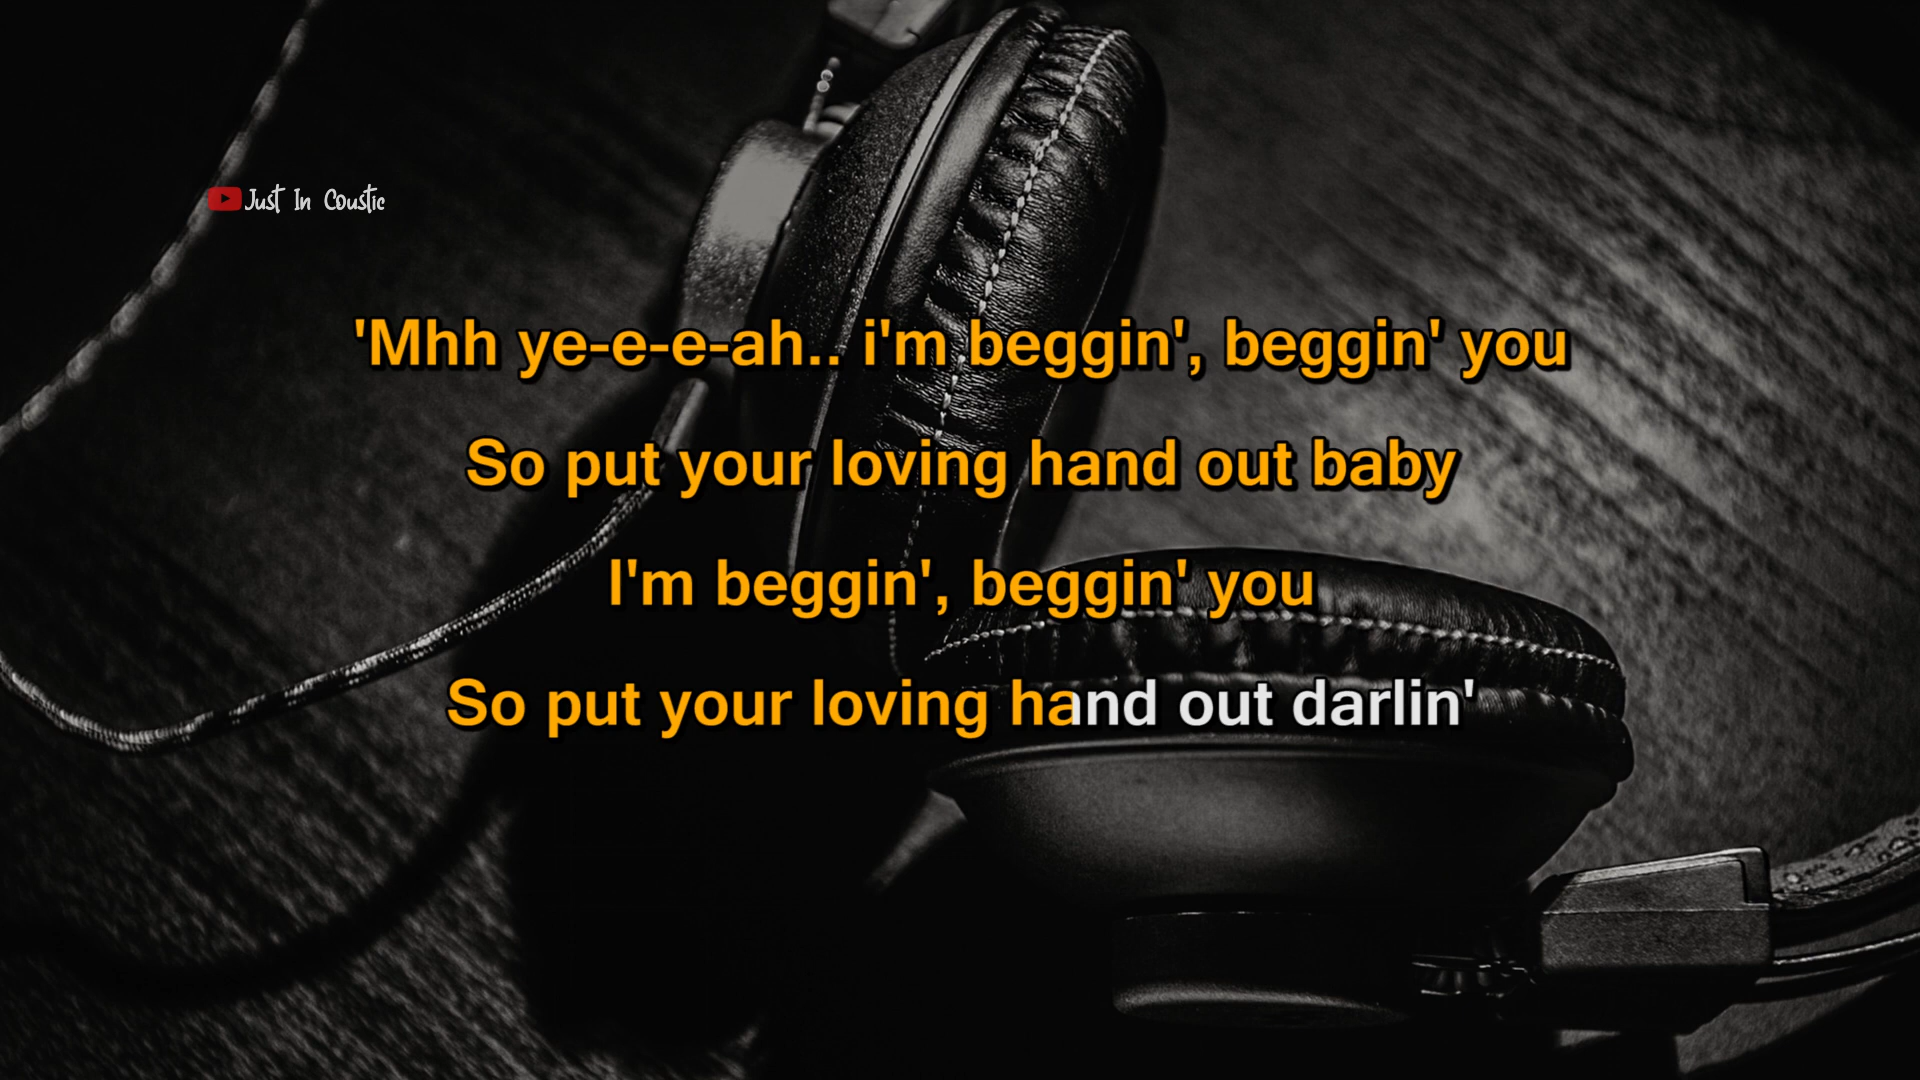 Just In Coustic
'Mhh ye-e-e-ah.. i'm beggin', beggin' you
So put your loving hand out baby
I'm beggin', beggin' you
So put your loving hand out darlin'